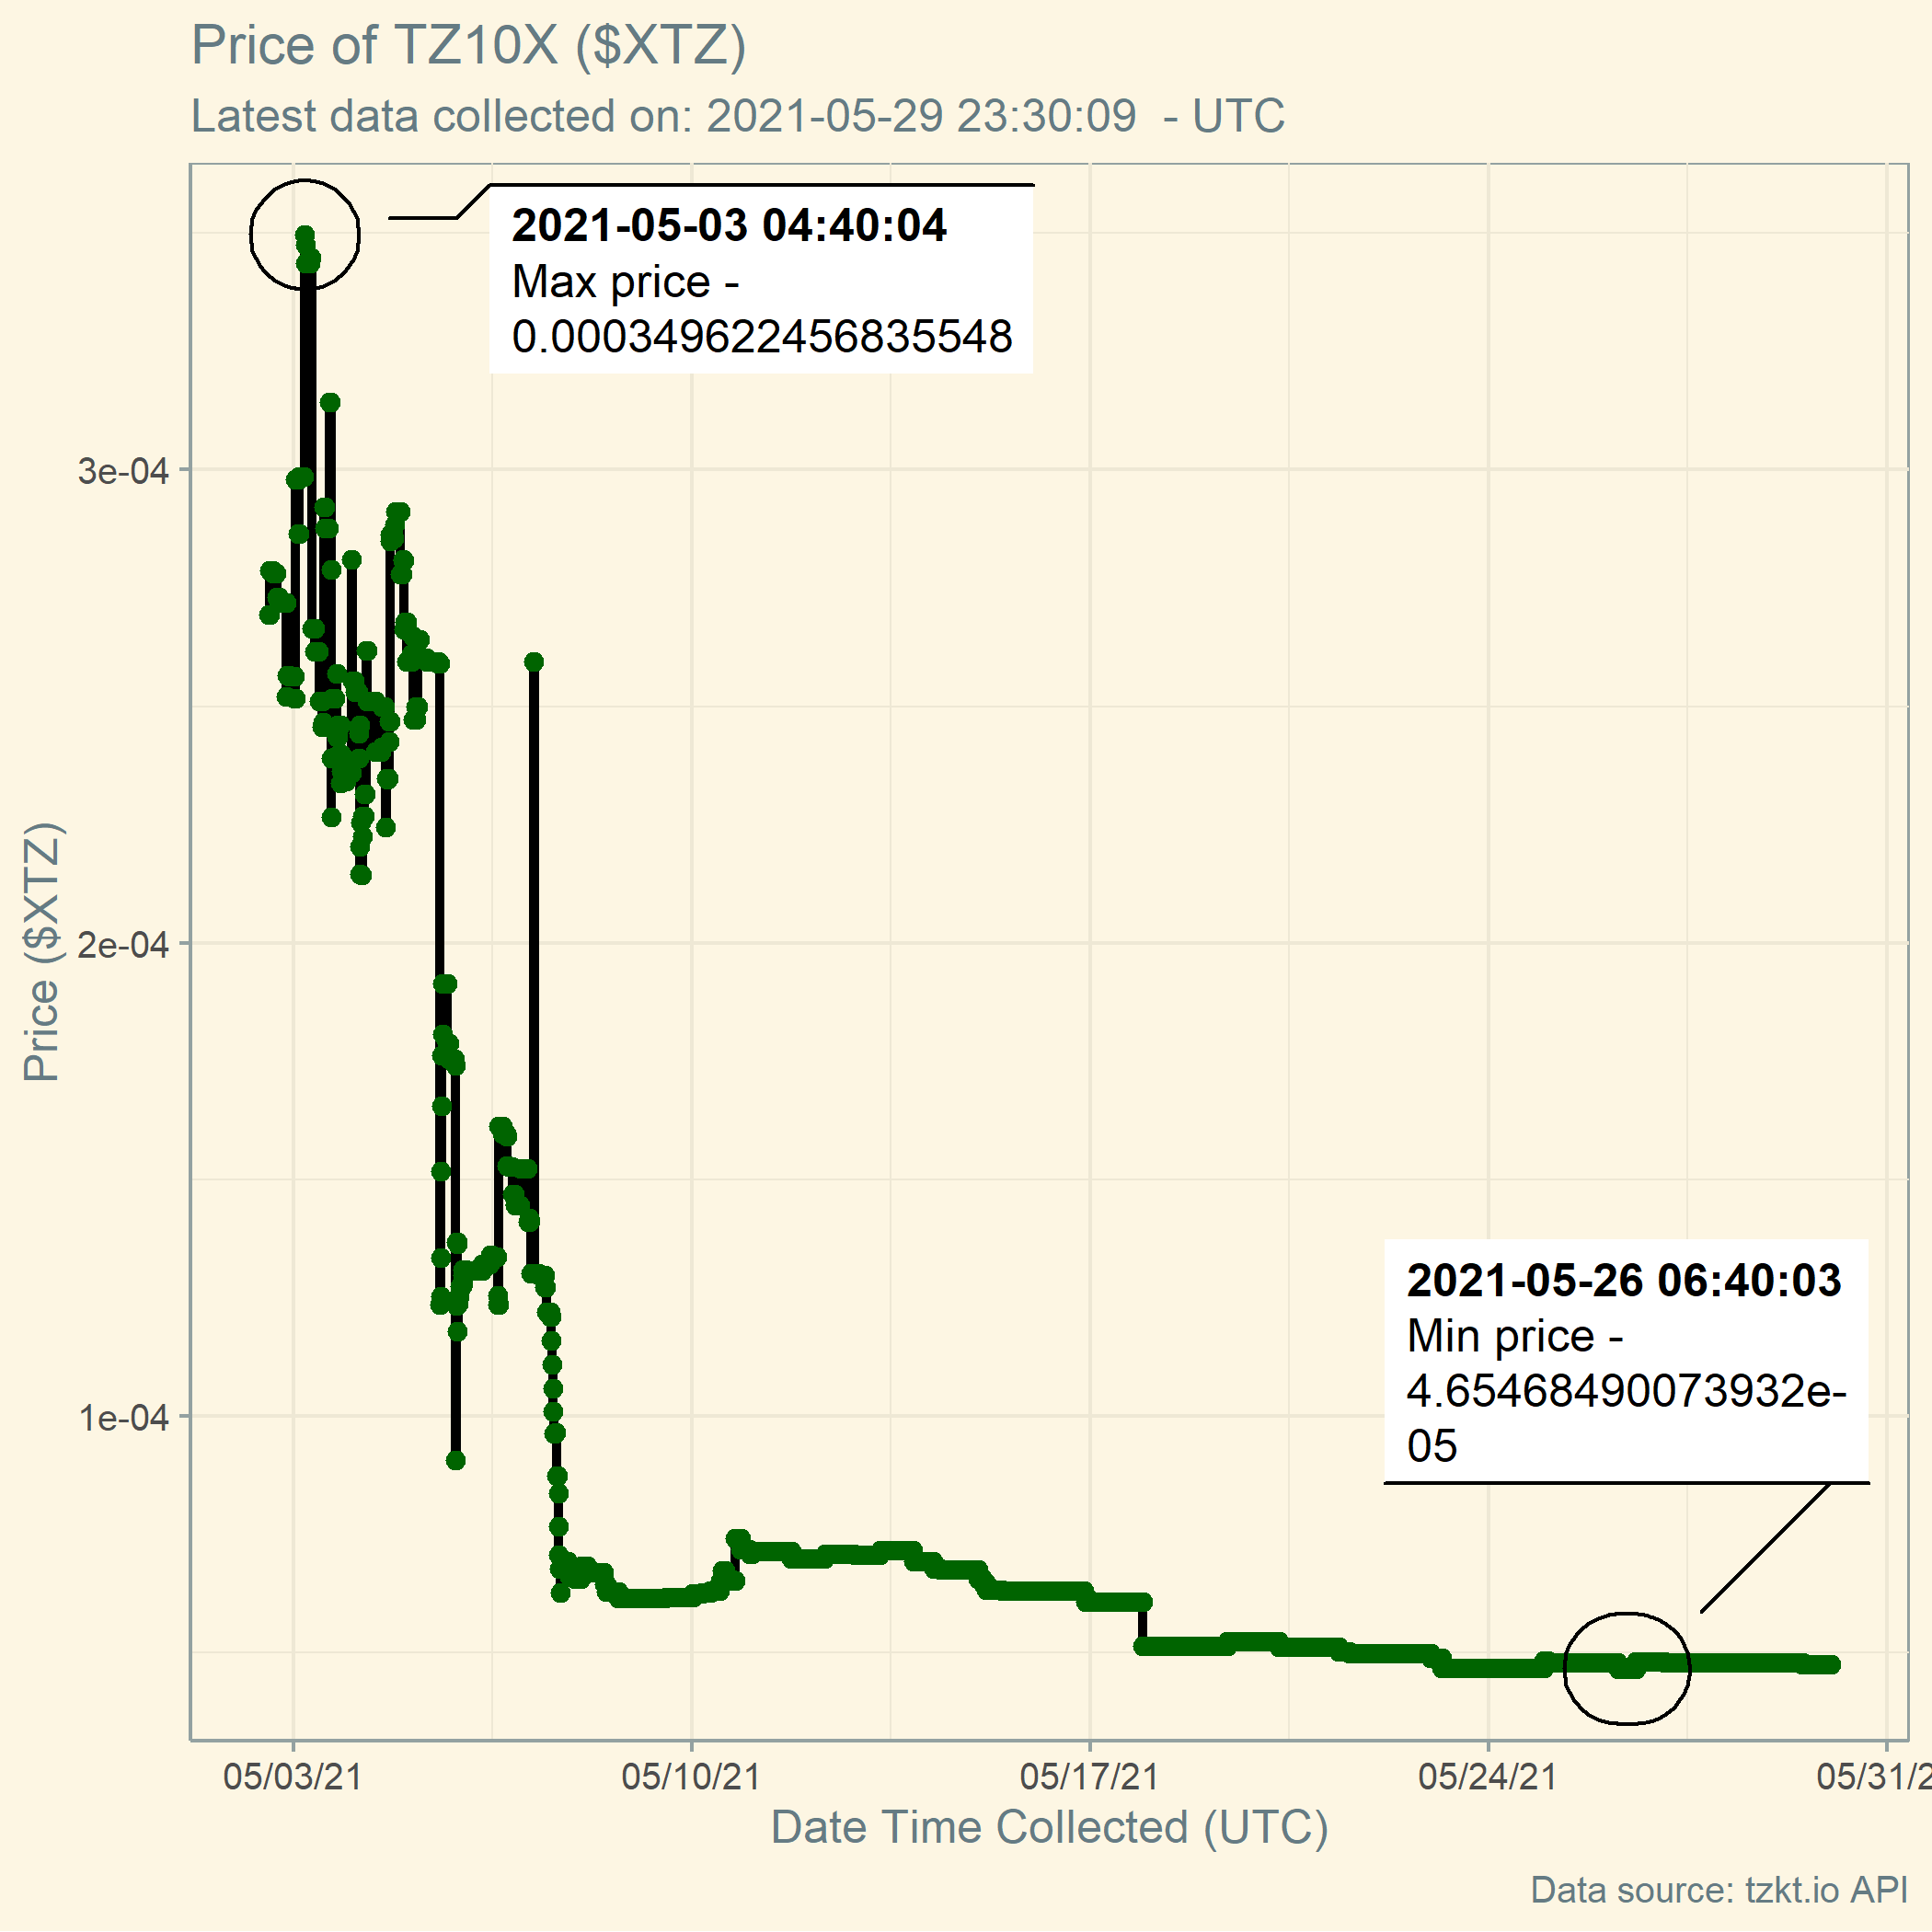 Price of TZ10X ($XTZ)
Latest data collected on: 2021-05-29 23:30:09  - UTC
2021-05-03 04:40:04
Max price -
0.000349622456835548
3e-04
2e-04
1e-04
Price ($XTZ)
2021-05-26 06:40:03
Min price -
4.65468490073932e-
05
05/03/21
05/10/21
05/17/21
05/24/21
05/31/2
Date Time Collected (UTC)
Data source: tzkt.io API